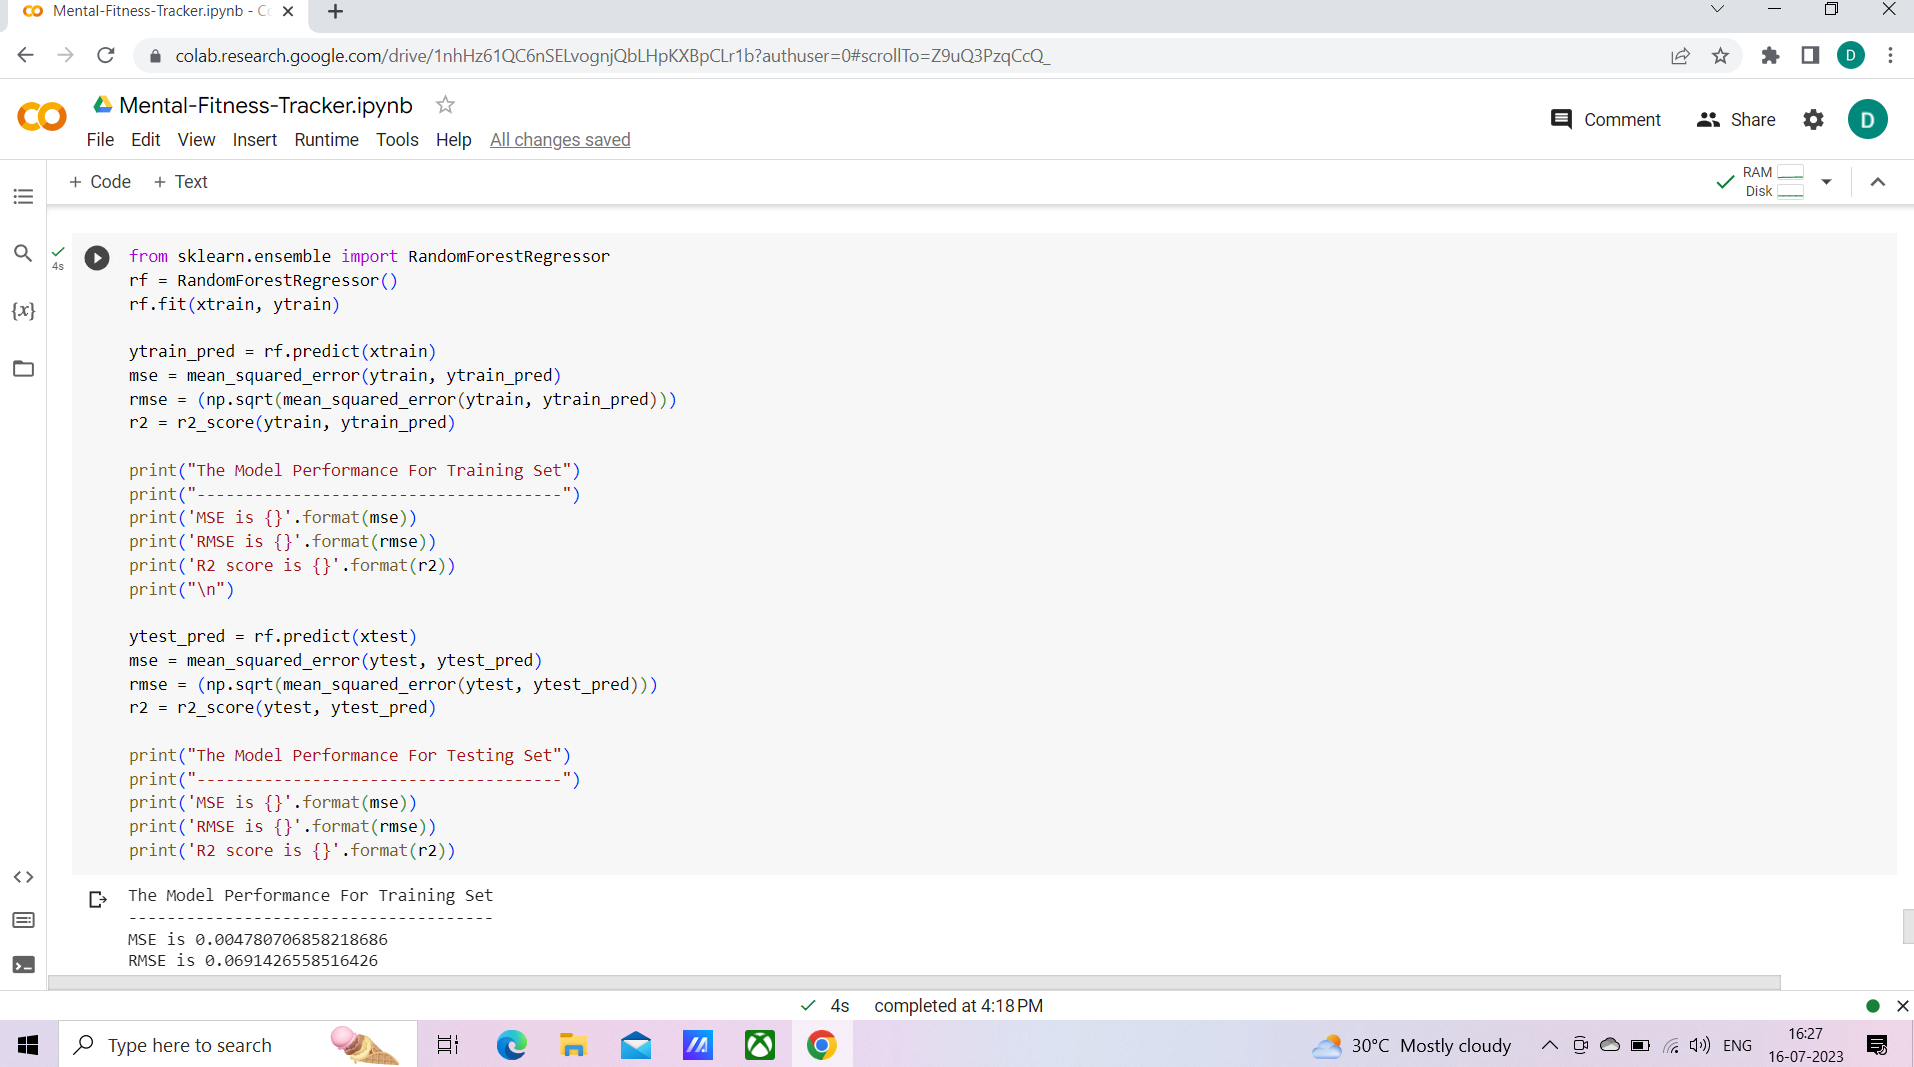 Mental-Fitness-Tracker.ipynb - Co
colab.research.google.com/drive/1nhHz61QC6nSELvognjQbLHpKXBpCLr1b?authuser=0#scrollTo=Z9uQ3PzqCcQ_
D
Mental-Fitness-Tracker.ipynb
Comment
Share
D
File Edit View Insert Runtime Tools Help All changes saved
+ Code + Text
RAM
Disk
{x}
4s
from sklearn.ensemble import RandomForestRegressor
rf = RandomForestRegressor()
rf.fit(xtrain, ytrain)
ytrain_pred = rf.predict(xtrain)
mse = mean_squared_error(ytrain, ytrain_pred)
rmse = (np.sqrt(mean_squared_error(ytrain, ytrain_pred)))
r2 = r2_score(ytrain, ytrain_pred)
print("The Model Performance For Training Set")
print("--------------------------------------")
print('MSE is {}'.format(mse))
print('RMSE is {}'.format(rmse))
print('R2 score is {}'.format(r2))
print("\n")
ytest_pred = rf.predict(xtest)
mse = mean_squared_error(ytest, ytest_pred)
rmse = (np.sqrt(mean_squared_error(ytest, ytest_pred)))
r2 = r2_score(ytest, ytest_pred)
print("The Model Performance For Testing Set")
print("--------------------------------------")
print('MSE is {}'.format(mse))
print('RMSE is {}'.format(rmse))
print('R2 score is {}'.format(r2))
The Model Performance For Training Set
--------------------------------------
MSE is 0.004780706858218686
RMSE is 0.0691426558516426
4s completed at 4:18 PM
Type here to search
30°C Mostly cloudy
ENG
16:27
16-07-2023